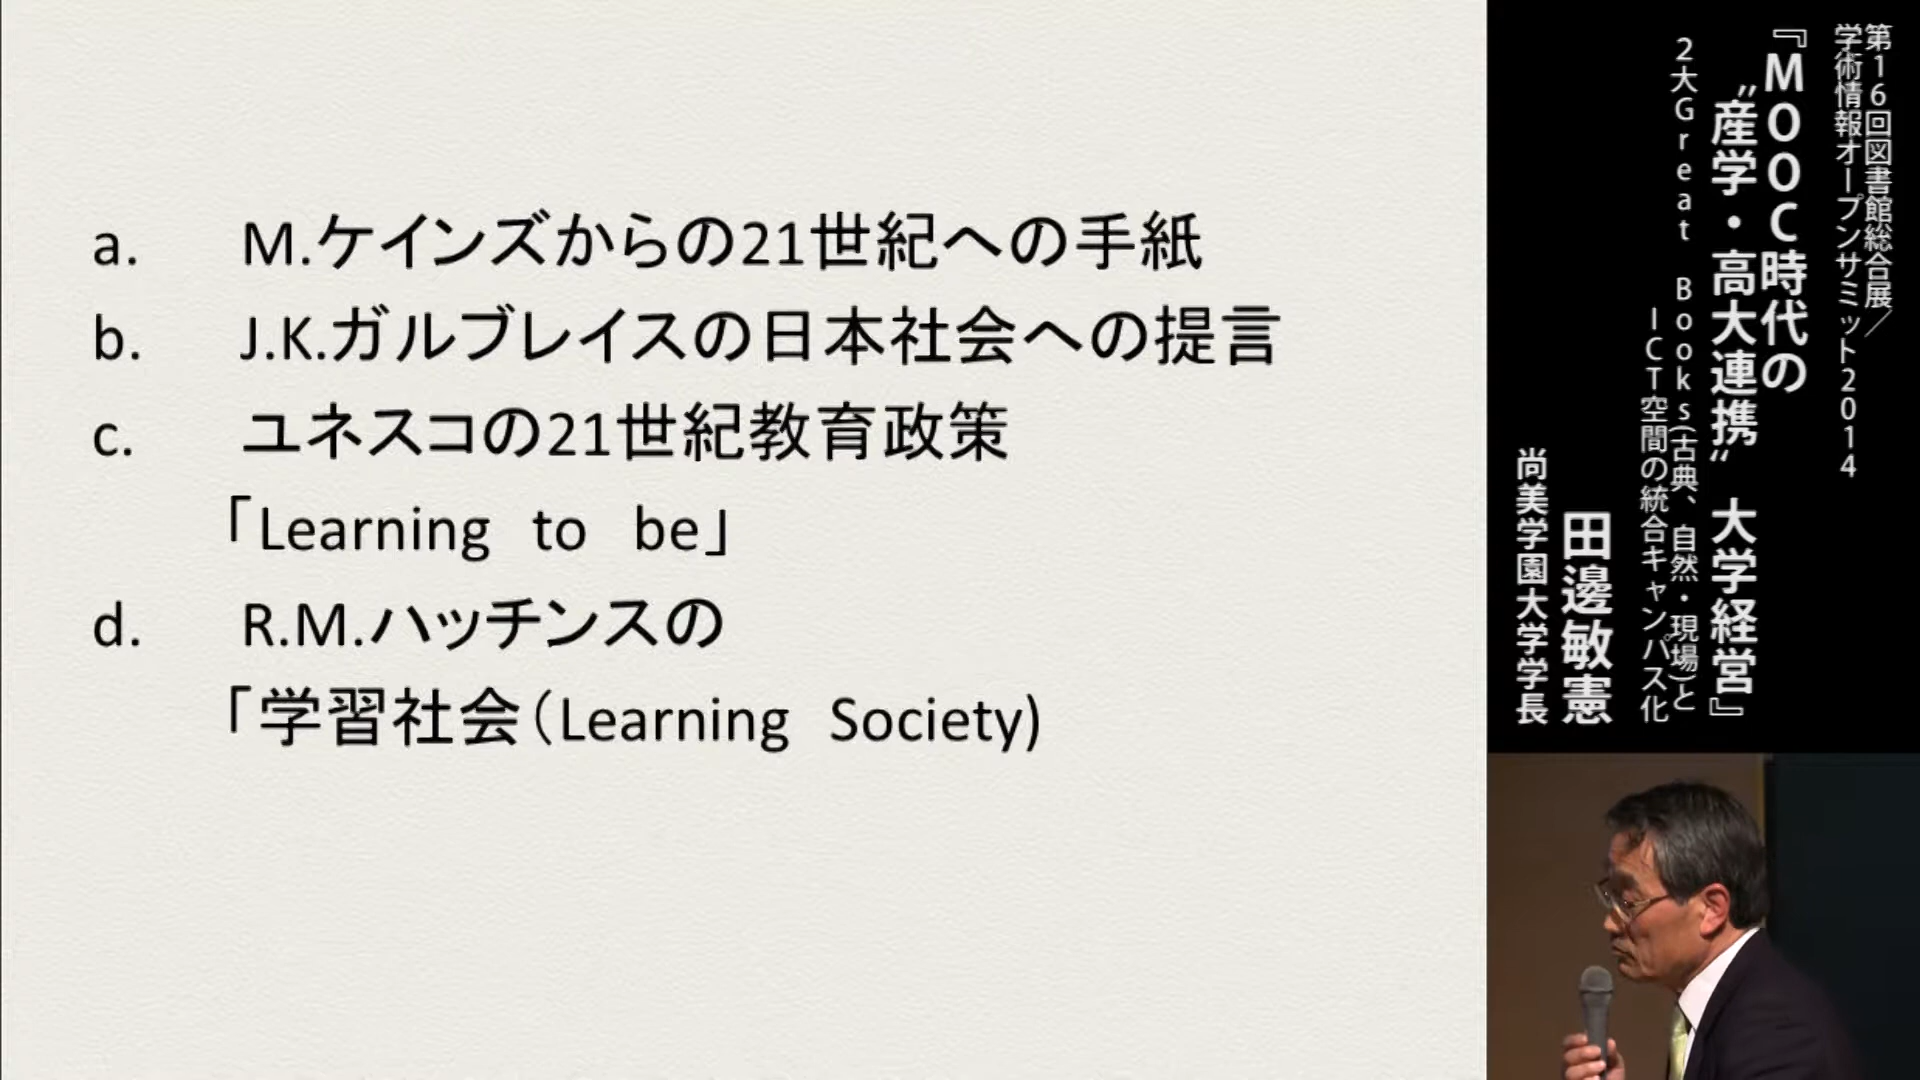 a. M.ケインズからの21世紀への手紙
b. J.K.ガルブレイスの日本社会への提言
c. ユネスコの21世紀教育政策
「Learning to be」
d. R.M.ハッチンスの
「学習社会（Learning Society)
第16回図書館総合展／
学術情報オープンサミット2014
『MOOC時代の
〝産学・高大連携〟 大学経営』
2大Great Books(古典、自然・現場)と
ICT空間の統合キャンパス化
田邊敏憲
尚美学園大学学長